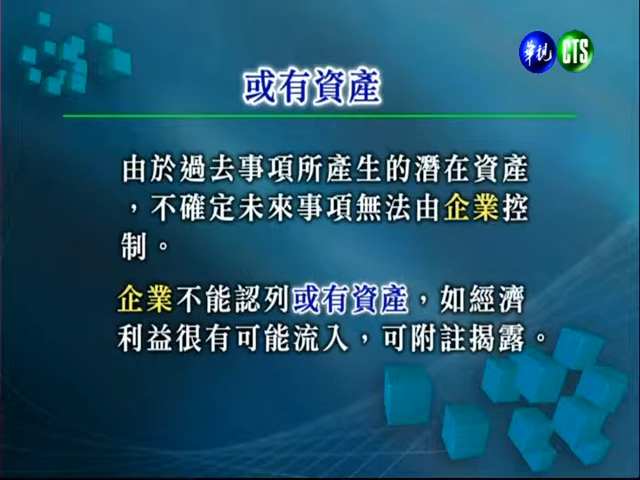 華視 CTS
或有資產
由於過去事項所產生的潛在資產
，不確定未來事項無法由企業控
制。
企業不能認列或有資產，如經濟
利益很有可能流入，可附註揭露。